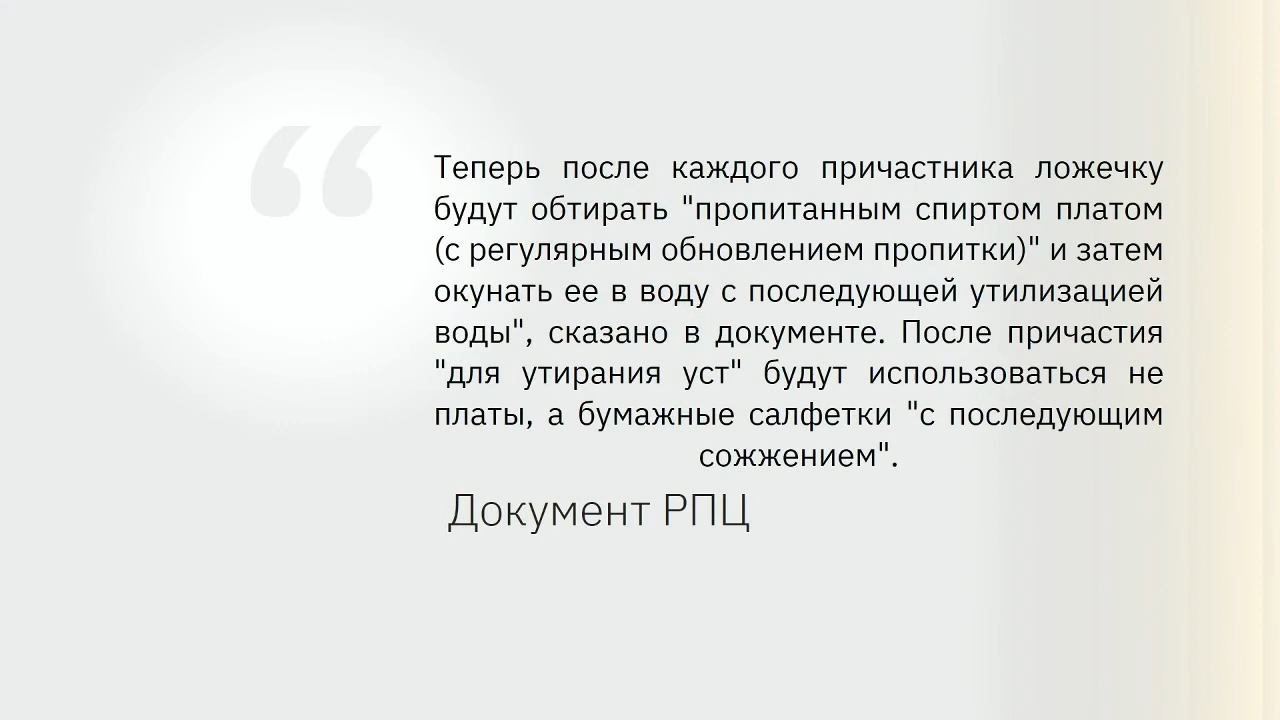 “
Теперь после каждого причастника ложечку
будут обтирать "пропитанным спиртом платом
(с регулярным обновлением пропитки)" и затем
окунать ее в воду с последующей утилизацией
воды", сказано в документе. После причастия
"для утирания уст" будут использоваться не
платы, а бумажные салфетки "с последующим
сожжением".
Документ РПЦ